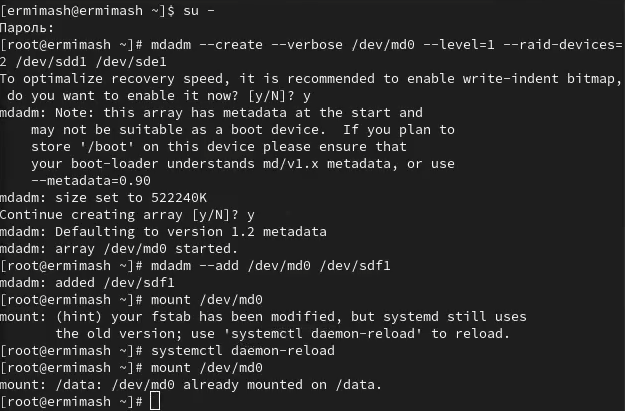 [ermimash@ermimash ~]$ su -
Пароль:
[root@ermimash ~]# mdadm --create --verbose /dev/md0 --level=1 --raid-devices=
2 /dev/sdd1 /dev/sde1
To optimalize recovery speed, it is recommended to enable write-indent bitmap,
 do you want to enable it now? [y/N]? y
mdadm: Note: this array has metadata at the start and
    may not be suitable as a boot device.  If you plan to
    store '/boot' on this device please ensure that
    your boot-loader understands md/v1.x metadata, or use
    --metadata=0.90
mdadm: size set to 522240K
Continue creating array [y/N]? y
mdadm: Defaulting to version 1.2 metadata
mdadm: array /dev/md0 started.
[root@ermimash ~]# mdadm --add /dev/md0 /dev/sdf1
mdadm: added /dev/sdf1
[root@ermimash ~]# mount /dev/md0
mount: (hint) your fstab has been modified, but systemd still uses
       the old version; use 'systemctl daemon-reload' to reload.
[root@ermimash ~]# systemctl daemon-reload
[root@ermimash ~]# mount /dev/md0
mount: /data: /dev/md0 already mounted on /data.
[root@ermimash ~]#